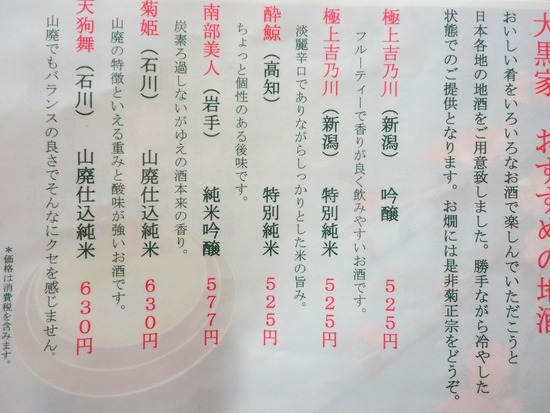 大黒家 おすすめの地酒
おいしい肴をいろいろなお酒で楽しんでいただこうと
日本各地の地酒をご用意致しました。勝手ながら冷やした
状態でのご提供となります。お燗には是非菊正宗をどうぞ。
極上吉乃川（新潟） 吟醸 525円
フルーティーで香りが良く飲みやすいお酒です。
極上吉乃川（新潟） 特別純米 525円
淡麗辛口でありながらしっかりとした米の旨み。
酔鯨（高知） 特別純米 525円
ちょっと個性のある後味です。
南部美人（岩手） 純米吟醸 577円
炭素ろ過しないがゆえの酒本来の香り。
菊姫（石川） 山廃仕込純米 630円
山廃の特徴といえる重みと酸味が強いお酒です。
天狗舞（石川） 山廃仕込純米 630円
山廃でもバランスの良さでそんなにクセを感じません。
＊価格は消費税を含みます。